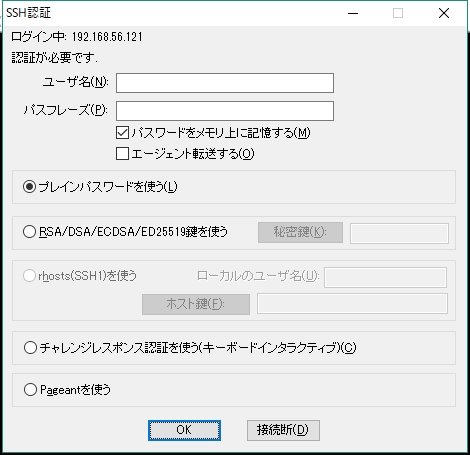 SSH認証
ログイン中: 192.168.56.121
認証が必要です.
ユーザ名(N):
パスフレーズ(P):
パスワードをメモリ上に記憶する(M)
エージェント転送する(O)
プレインパスワードを使う(L)
RSA/DSA/ECDSA/ED25519鍵を使う 秘密鍵(K):
rhosts(SSH1)を使う ローカルのユーザ名(U):
ホスト鍵(F):
チャレンジレスポンス認証を使う(キーボードインタラクティブ)(C)
Pageantを使う
OK 接続断(D)